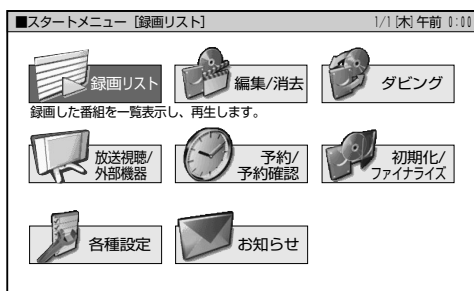 ■スタートメニュー［録画リスト］ 1/1[木]午前 0:00
録画リスト 編集/消去 ダビング
録画した番組を一覧表示し、再生します。
放送視聴/ 予約/ 初期化/
外部機器 予約確認 ファイナライズ
各種設定 お知らせ